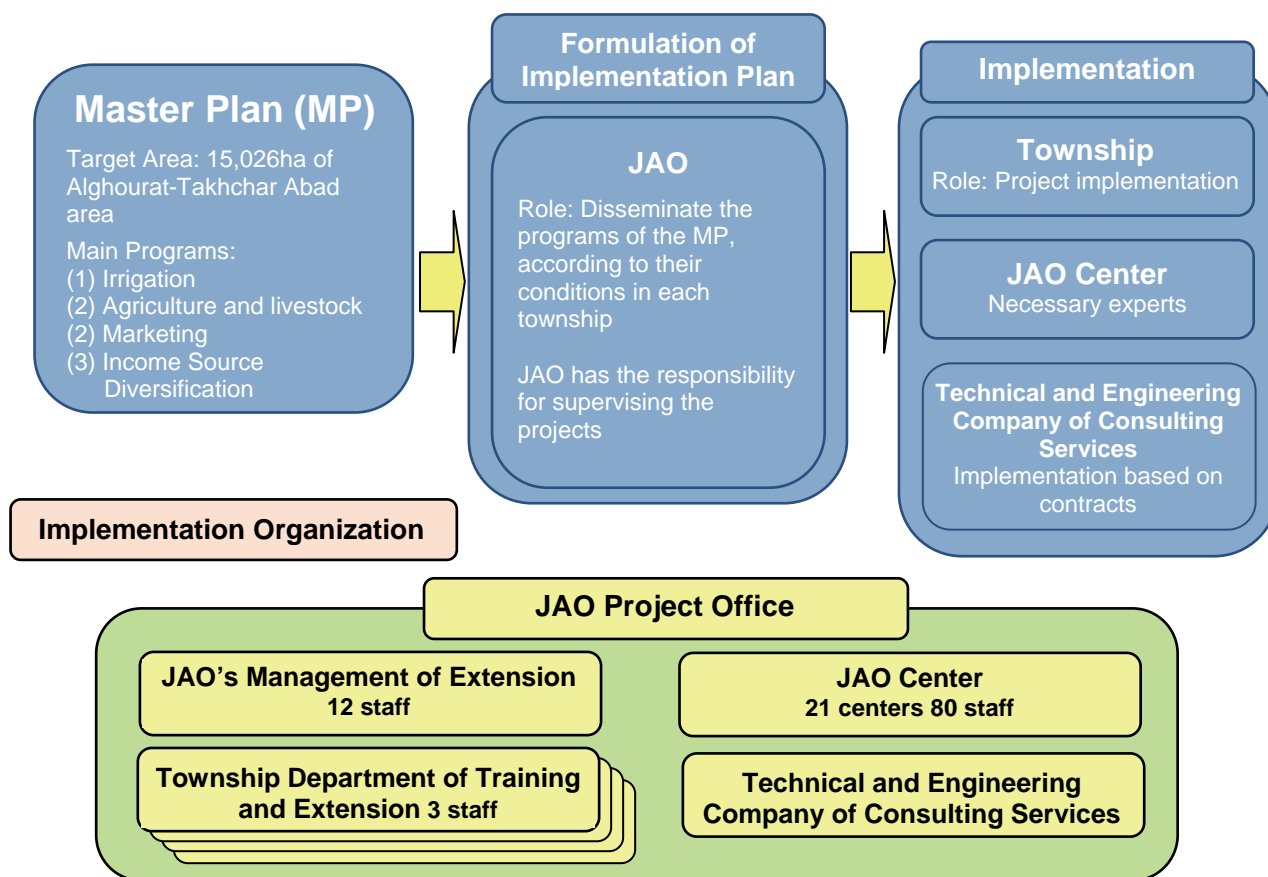 Master Plan (MP)
Target Area: 15,026ha of
Alghourat-Takhchar Abad
area
Main Programs:
(1) Irrigation
(2) Agriculture and livestock
(2) Marketing
(3) Income Source
Diversification
Formulation of
Implementation Plan
JAO
Role: Disseminate the
programs of the MP,
according to their
conditions in each
township
JAO has the responsibility
for supervising the
projects
Implementation
Township
Role: Project implementation
JAO Center
Necessary experts
Technical and Engineering
Company of Consulting
Services
Implementation based on
contracts
Implementation Organization
JAO Project Office
JAO’s Management of Extension
12 staff
JAO Center
21 centers 80 staff
Township Department of Training
and Extension 3 staff
Technical and Engineering
Company of Consulting Services